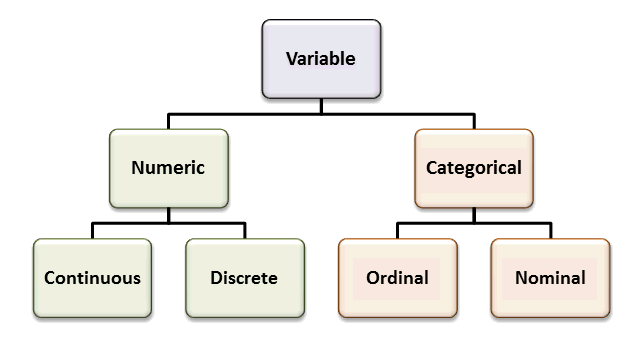 Variable
Numeric
Categorical
Continuous
Discrete
Ordinal
Nominal